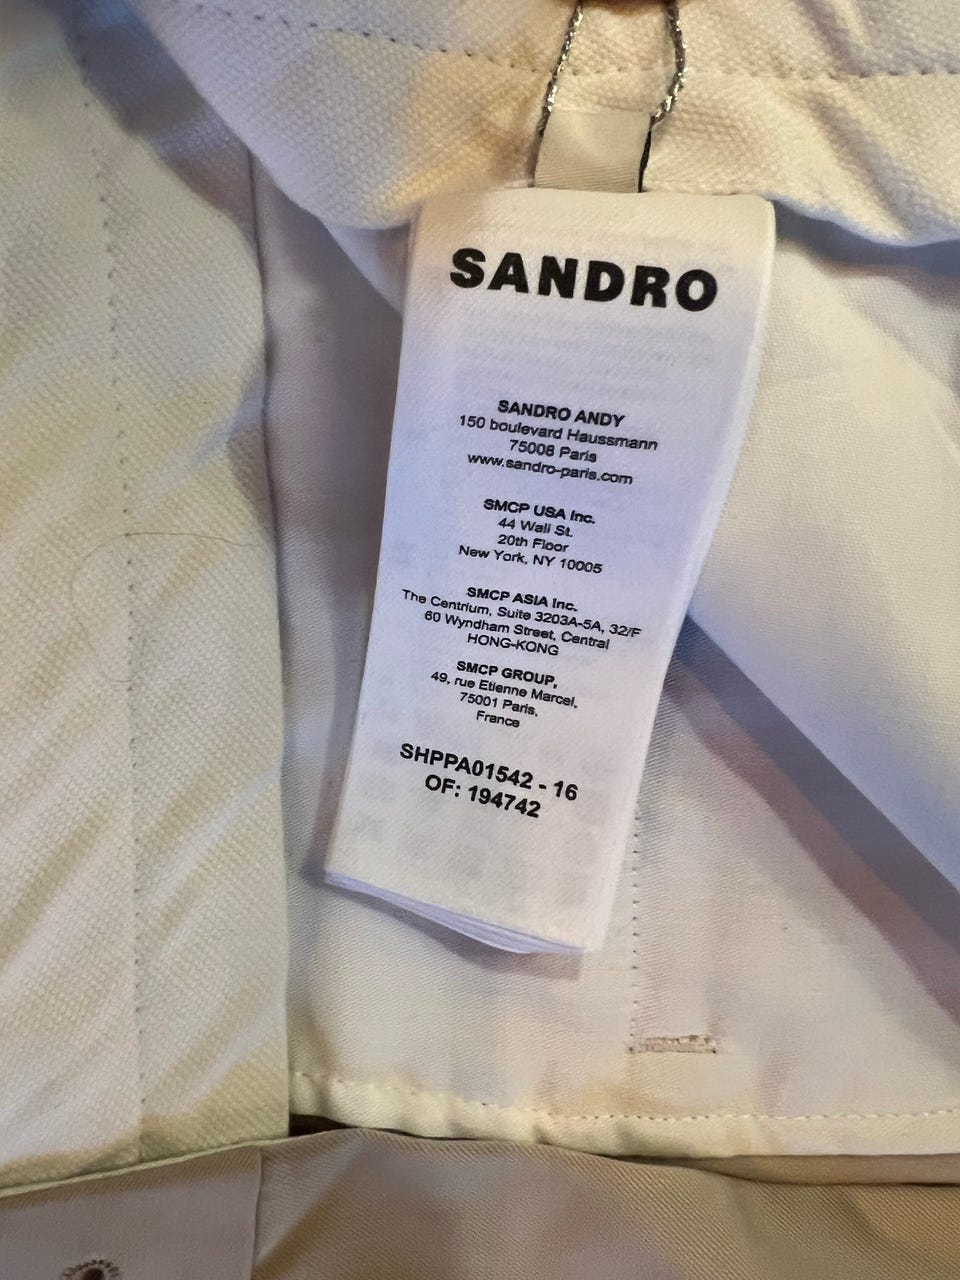 SANDRO
SANDRO ANDY
150 boulevard Haussmann
75008 Paris
www.sandro-paris.com
SMCP USA Inc.
44 Wall St.
20th Floor
New York, NY 10005
SMCP ASIA Inc.
The Centrium, Suite 3203A-5A, 32/F
60 Wyndham Street, Central
HONG-KONG
SMCP GROUP,
49, rue Etienne Marcel,
75001 Paris,
France
SHPPA01542 - 16
OF: 194742